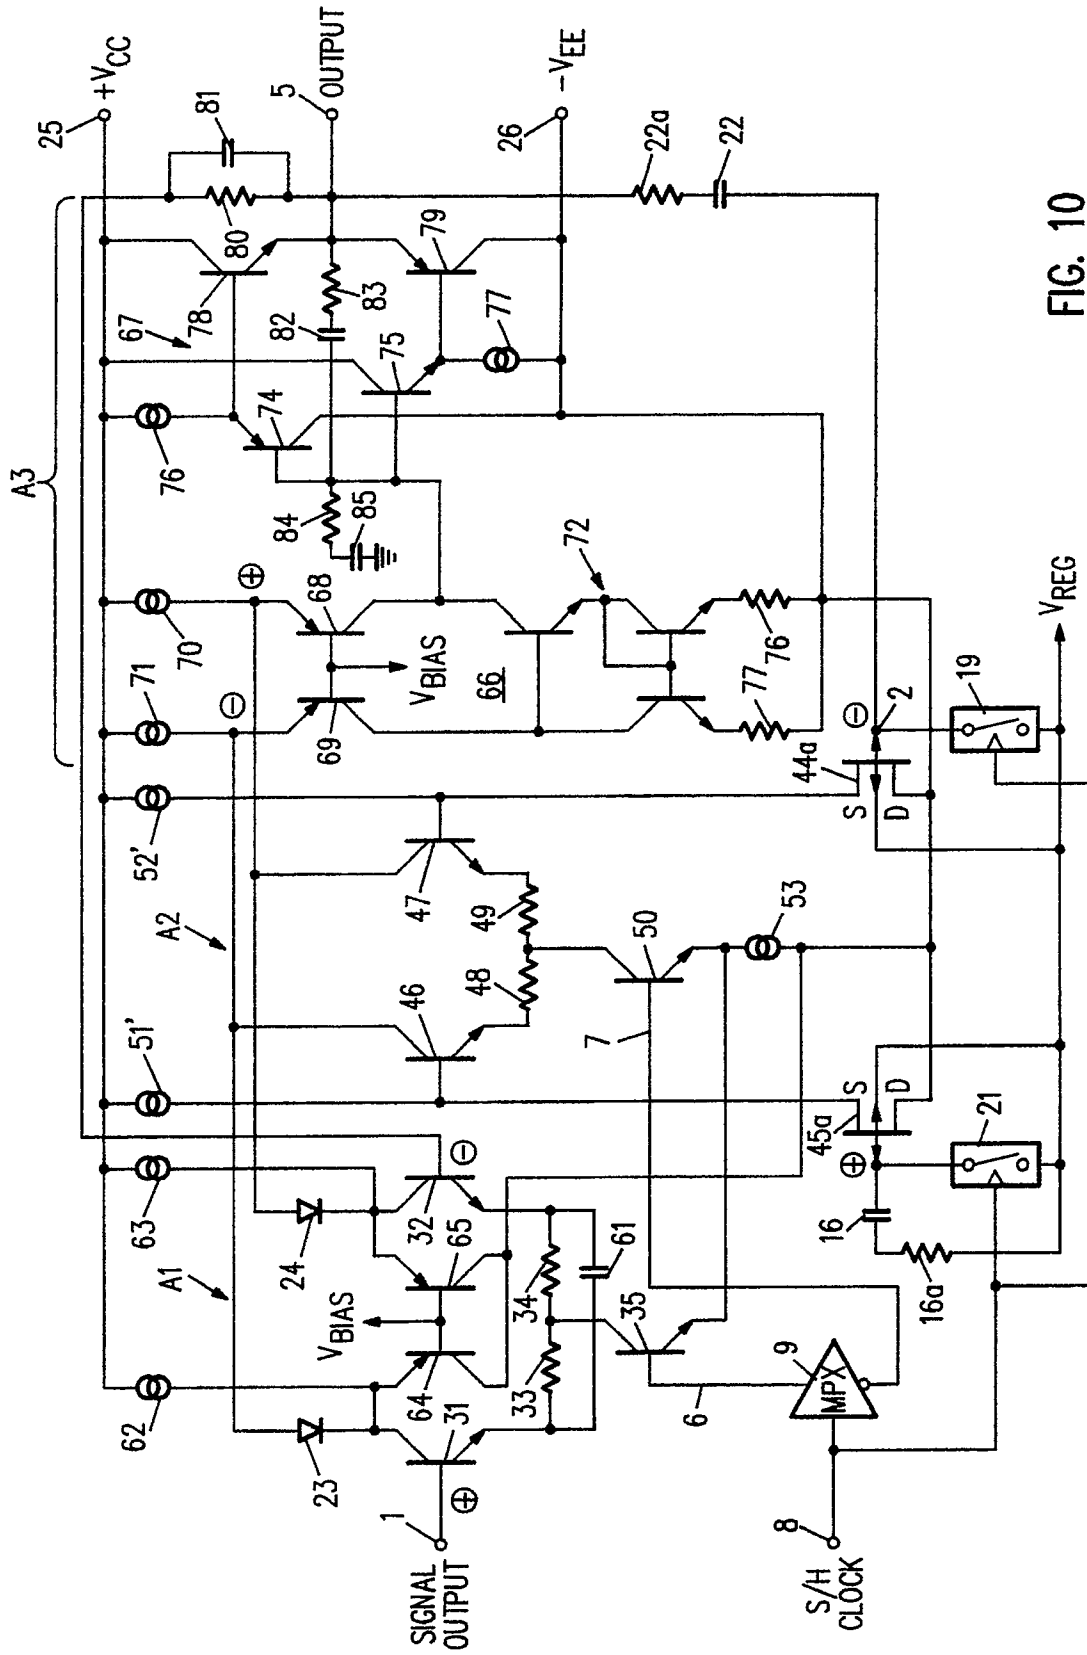 A3
25
+VCC
81
5
OUTPUT
80
67
78
76
74
82
83
79
75
77
26
-VEE
84
85
22a
22
70
71
⊕
⊖
68
69
VBIAS
66
72
76
77
52'
A2
47
49
48
46
50
53
7
44a
S
D
⊖
2
19
VREG
51'
63
62
A1
24
23
VBIAS
32
⊖
65
64
31
⊕
1
SIGNAL
OUTPUT
34
33
61
35
6
9
MPX
8
S/H
CLOCK
45a
S
D
⊕
16
16a
21
FIG. 10